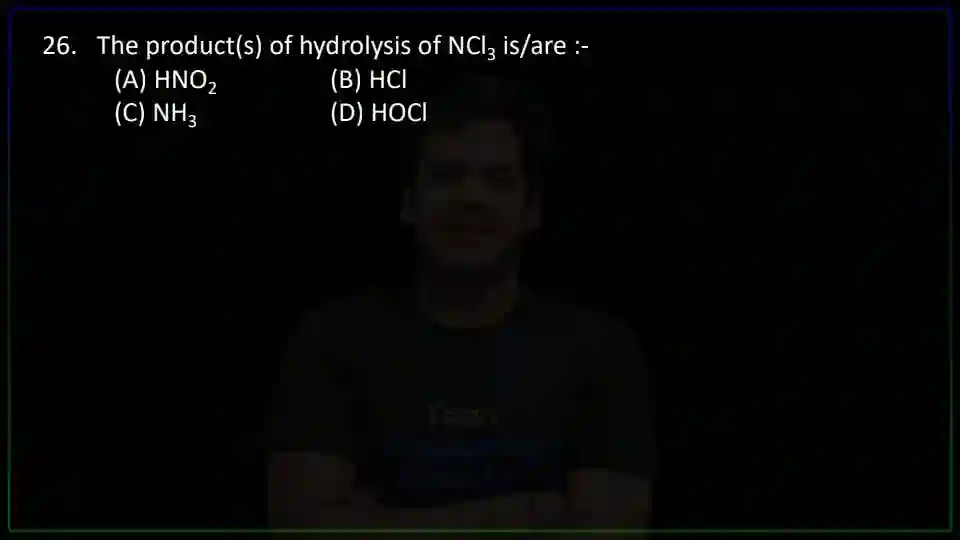 26. The product(s) of hydrolysis of NCl₃ is/are :-
(A) HNO₂ (B) HCl
(C) NH₃ (D) HOCl